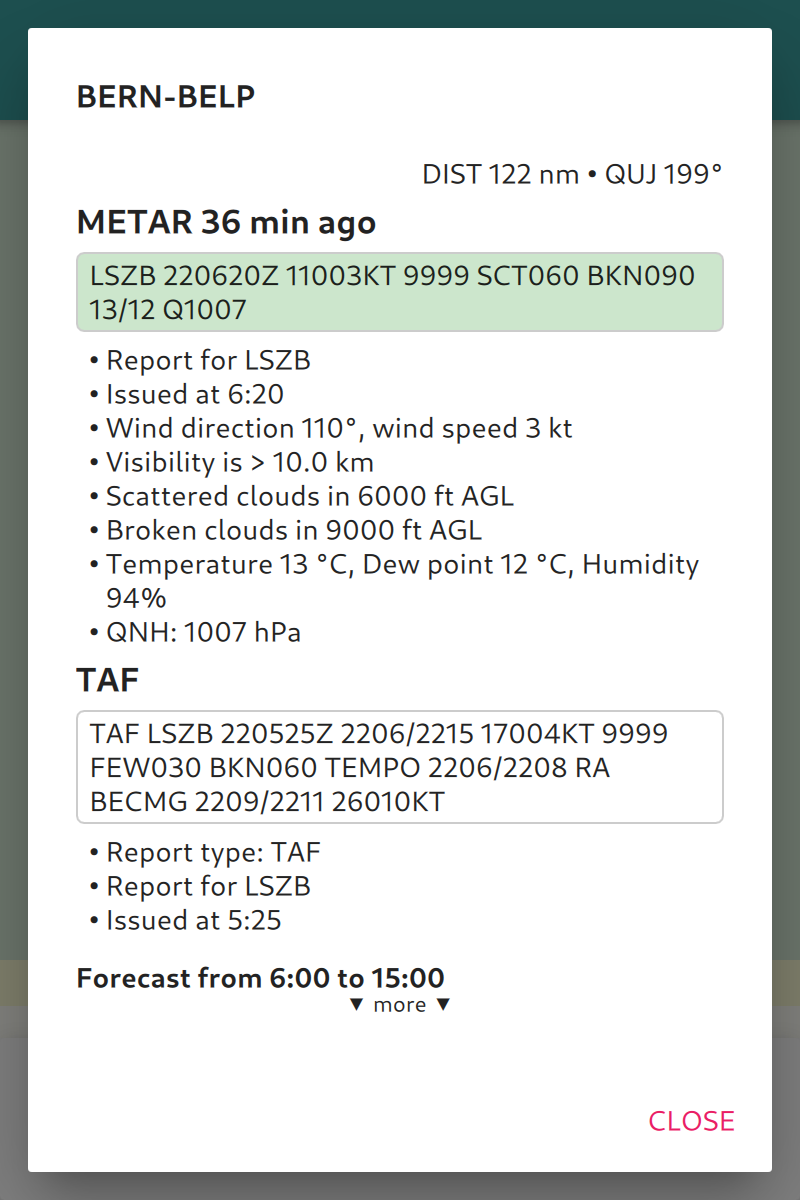 BERN-BELP
DIST 122 nm • QUJ 199°
METAR 36 min ago
LSZB 220620Z 11003KT 9999 SCT060 BKN090
13/12 Q1007
• Report for LSZB
• Issued at 6:20
• Wind direction 110°, wind speed 3 kt
• Visibility is > 10.0 km
• Scattered clouds in 6000 ft AGL
• Broken clouds in 9000 ft AGL
• Temperature 13 °C, Dew point 12 °C, Humidity
94%
• QNH: 1007 hPa
TAF
TAF LSZB 220525Z 2206/2215 17004KT 9999
FEW030 BKN060 TEMPO 2206/2208 RA
BECMG 2209/2211 26010KT
• Report type: TAF
• Report for LSZB
• Issued at 5:25
Forecast from 6:00 to 15:00
▼ more ▼
CLOSE